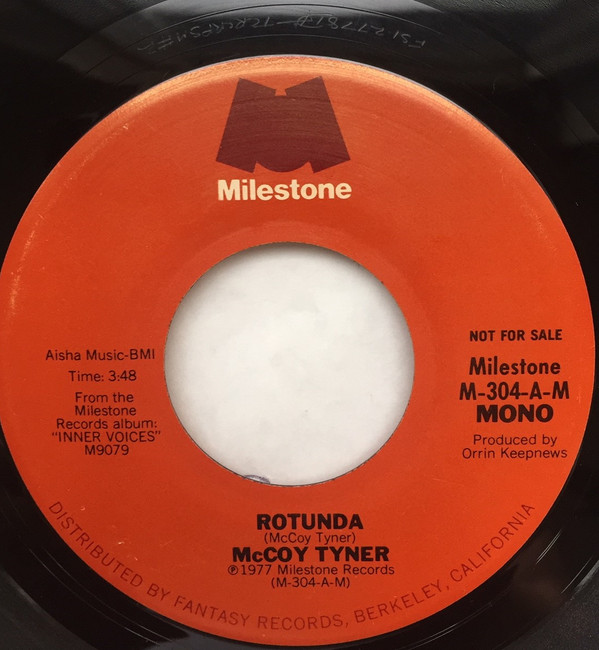 Milestone
Aisha Music-BMI
Time: 3:48
From the
Milestone
Records album:
"INNER VOICES"
M9079
NOT FOR SALE
Milestone
M-304-A-M
MONO
Produced by
Orrin Keepnews
ROTUNDA
(McCoy Tyner)
McCOY TYNER
℗1977 Milestone Records
(M-304-A-M)
DISTRIBUTED BY FANTASY RECORDS, BERKELEY, CALIFORNIA